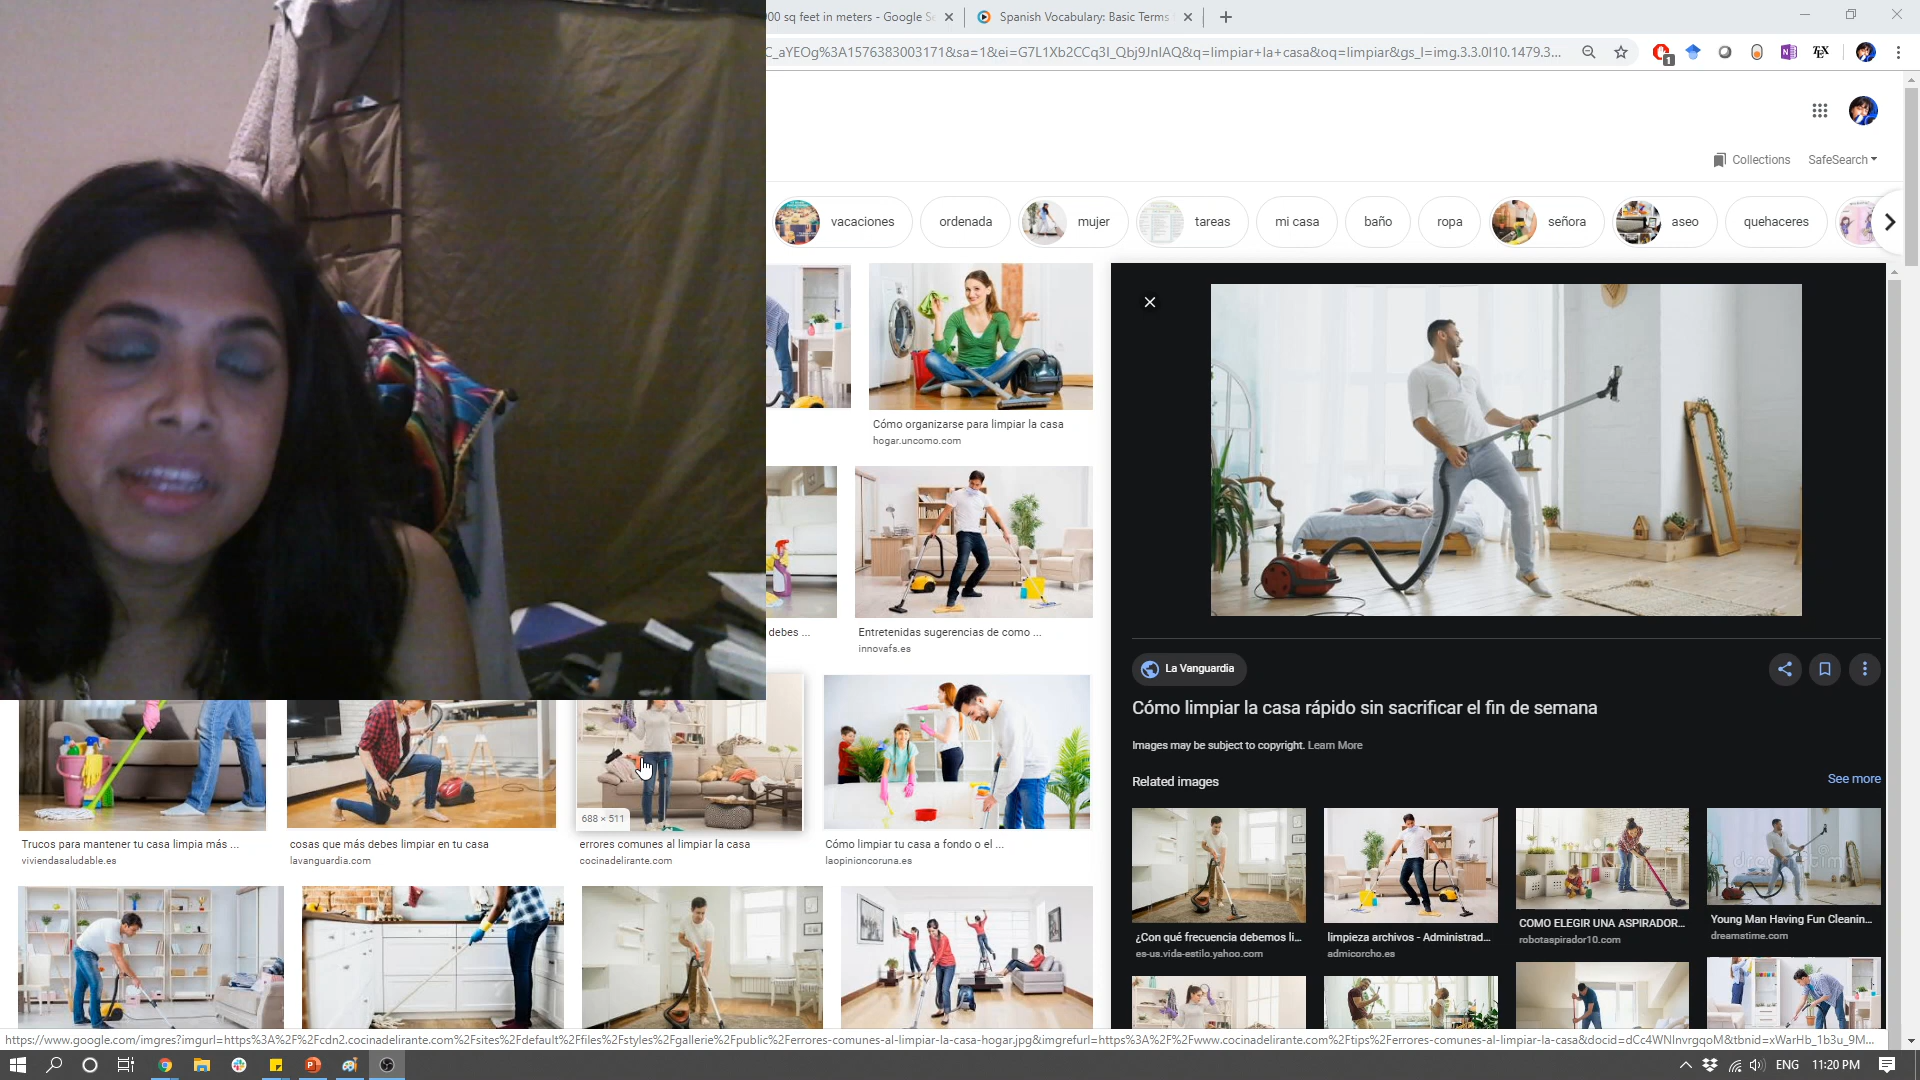 000 sq feet in meters - Google Se
Spanish Vocabulary: Basic Terms
C_aYEOg%3A1576383003171&sa=1&ei=G7L1Xb2CCq3l_Qbj9JnIAQ&q=limpiar+la+casa&oq=limpiar&gs_l=img.3.3.0l10.1479.3...
1
TEX
Collections
SafeSearch
vacaciones
ordenada
mujer
tareas
mi casa
baño
ropa
señora
aseo
quehaceres
Cómo organizarse para limpiar la casa
hogar.uncomo.com
debes ...
Entretenidas sugerencias de como ...
innovafs.es
La Vanguardia
Cómo limpiar la casa rápido sin sacrificar el fin de semana
Images may be subject to copyright. Learn More
Related images
See more
688 × 511
Trucos para mantener tu casa limpia más ...
viviendasaludable.es
cosas que más debes limpiar en tu casa
lavanguardia.com
errores comunes al limpiar la casa
cocinadelirante.com
Cómo limpiar tu casa a fondo o el ...
laopinioncoruna.es
dreamstime
¿Con qué frecuencia debemos li...
es-us.vida-estilo.yahoo.com
limpieza archivos - Administrad...
admicorcho.es
COMO ELEGIR UNA ASPIRADOR...
robotaspirador10.com
Young Man Having Fun Cleanin...
dreamstime.com
https://www.google.com/imgres?imgurl=https%3A%2F%2Fcdn2.cocinadelirante.com%2Fsites%2Fdefault%2Ffiles%2Fstyles%2Fgallerie%2Fpublic%2Ferrores-comunes-al-limpiar-la-casa-hogar.jpg&imgrefurl=https%3A%2F%2Fwww.cocinadelirante.com%2Ftips%2Ferrores-comunes-al-limpiar-la-casa&docid=dCc4WNlnvrgqoM&tbnid=xWarHb_1b3u_9M...
ENG
11:20 PM